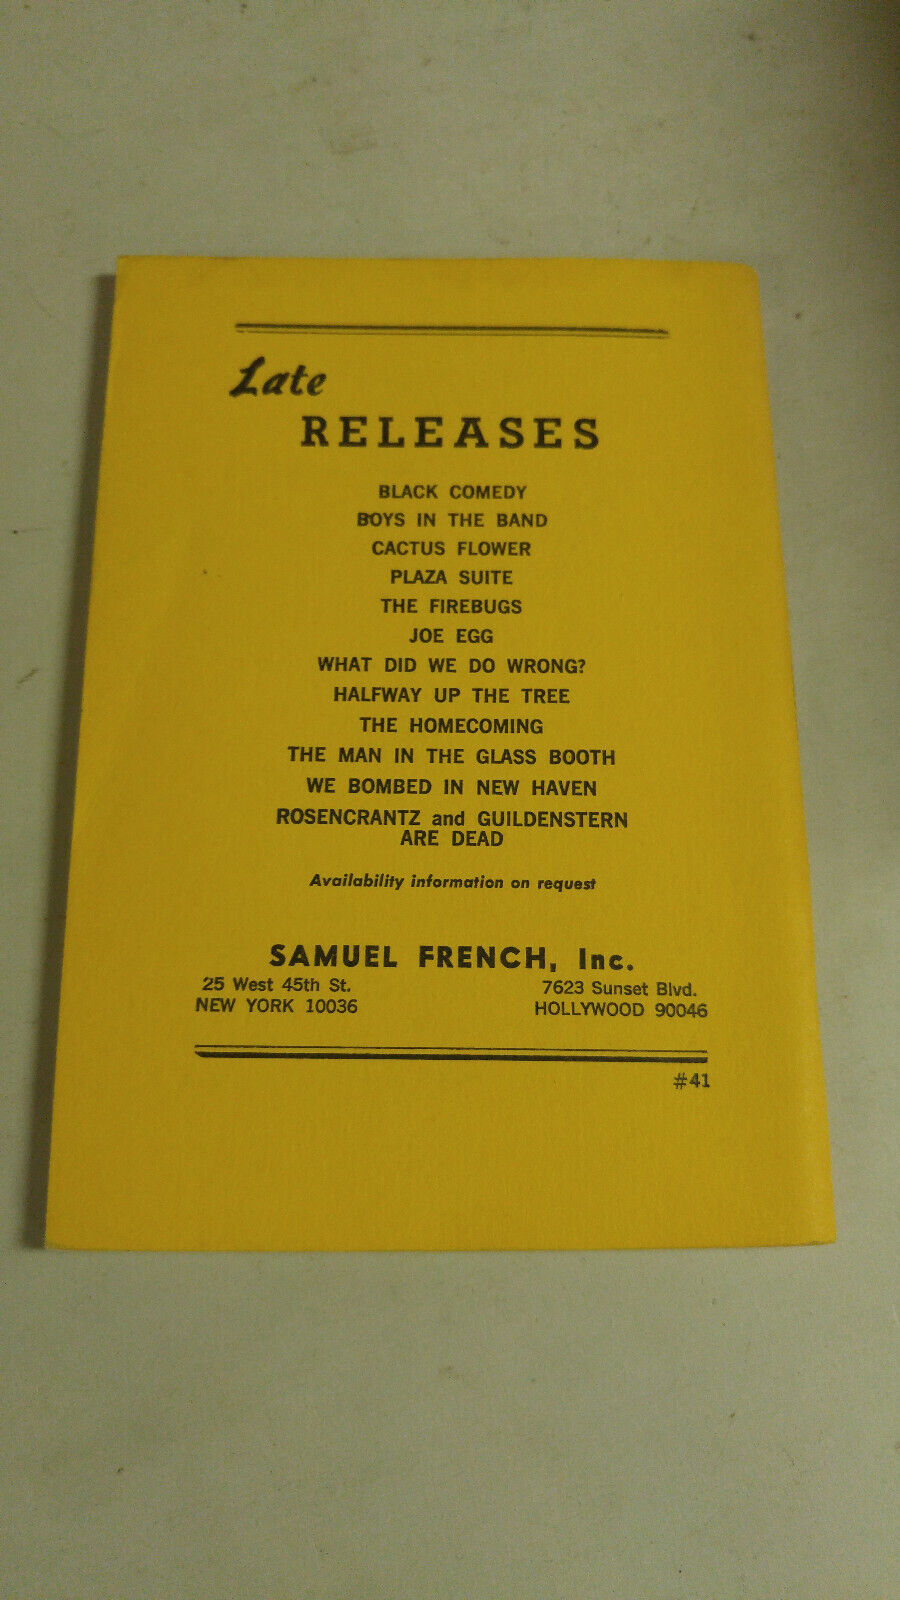 Late
RELEASES
BLACK COMEDY
BOYS IN THE BAND
CACTUS FLOWER
PLAZA SUITE
THE FIREBUGS
JOE EGG
WHAT DID WE DO WRONG?
HALFWAY UP THE TREE
THE HOMECOMING
THE MAN IN THE GLASS BOOTH
WE BOMBED IN NEW HAVEN
ROSENCRANTZ and GUILDENSTERN
ARE DEAD
Availability information on request
SAMUEL FRENCH, Inc.
25 West 45th St.
NEW YORK 10036
7623 Sunset Blvd.
HOLLYWOOD 90046
#41